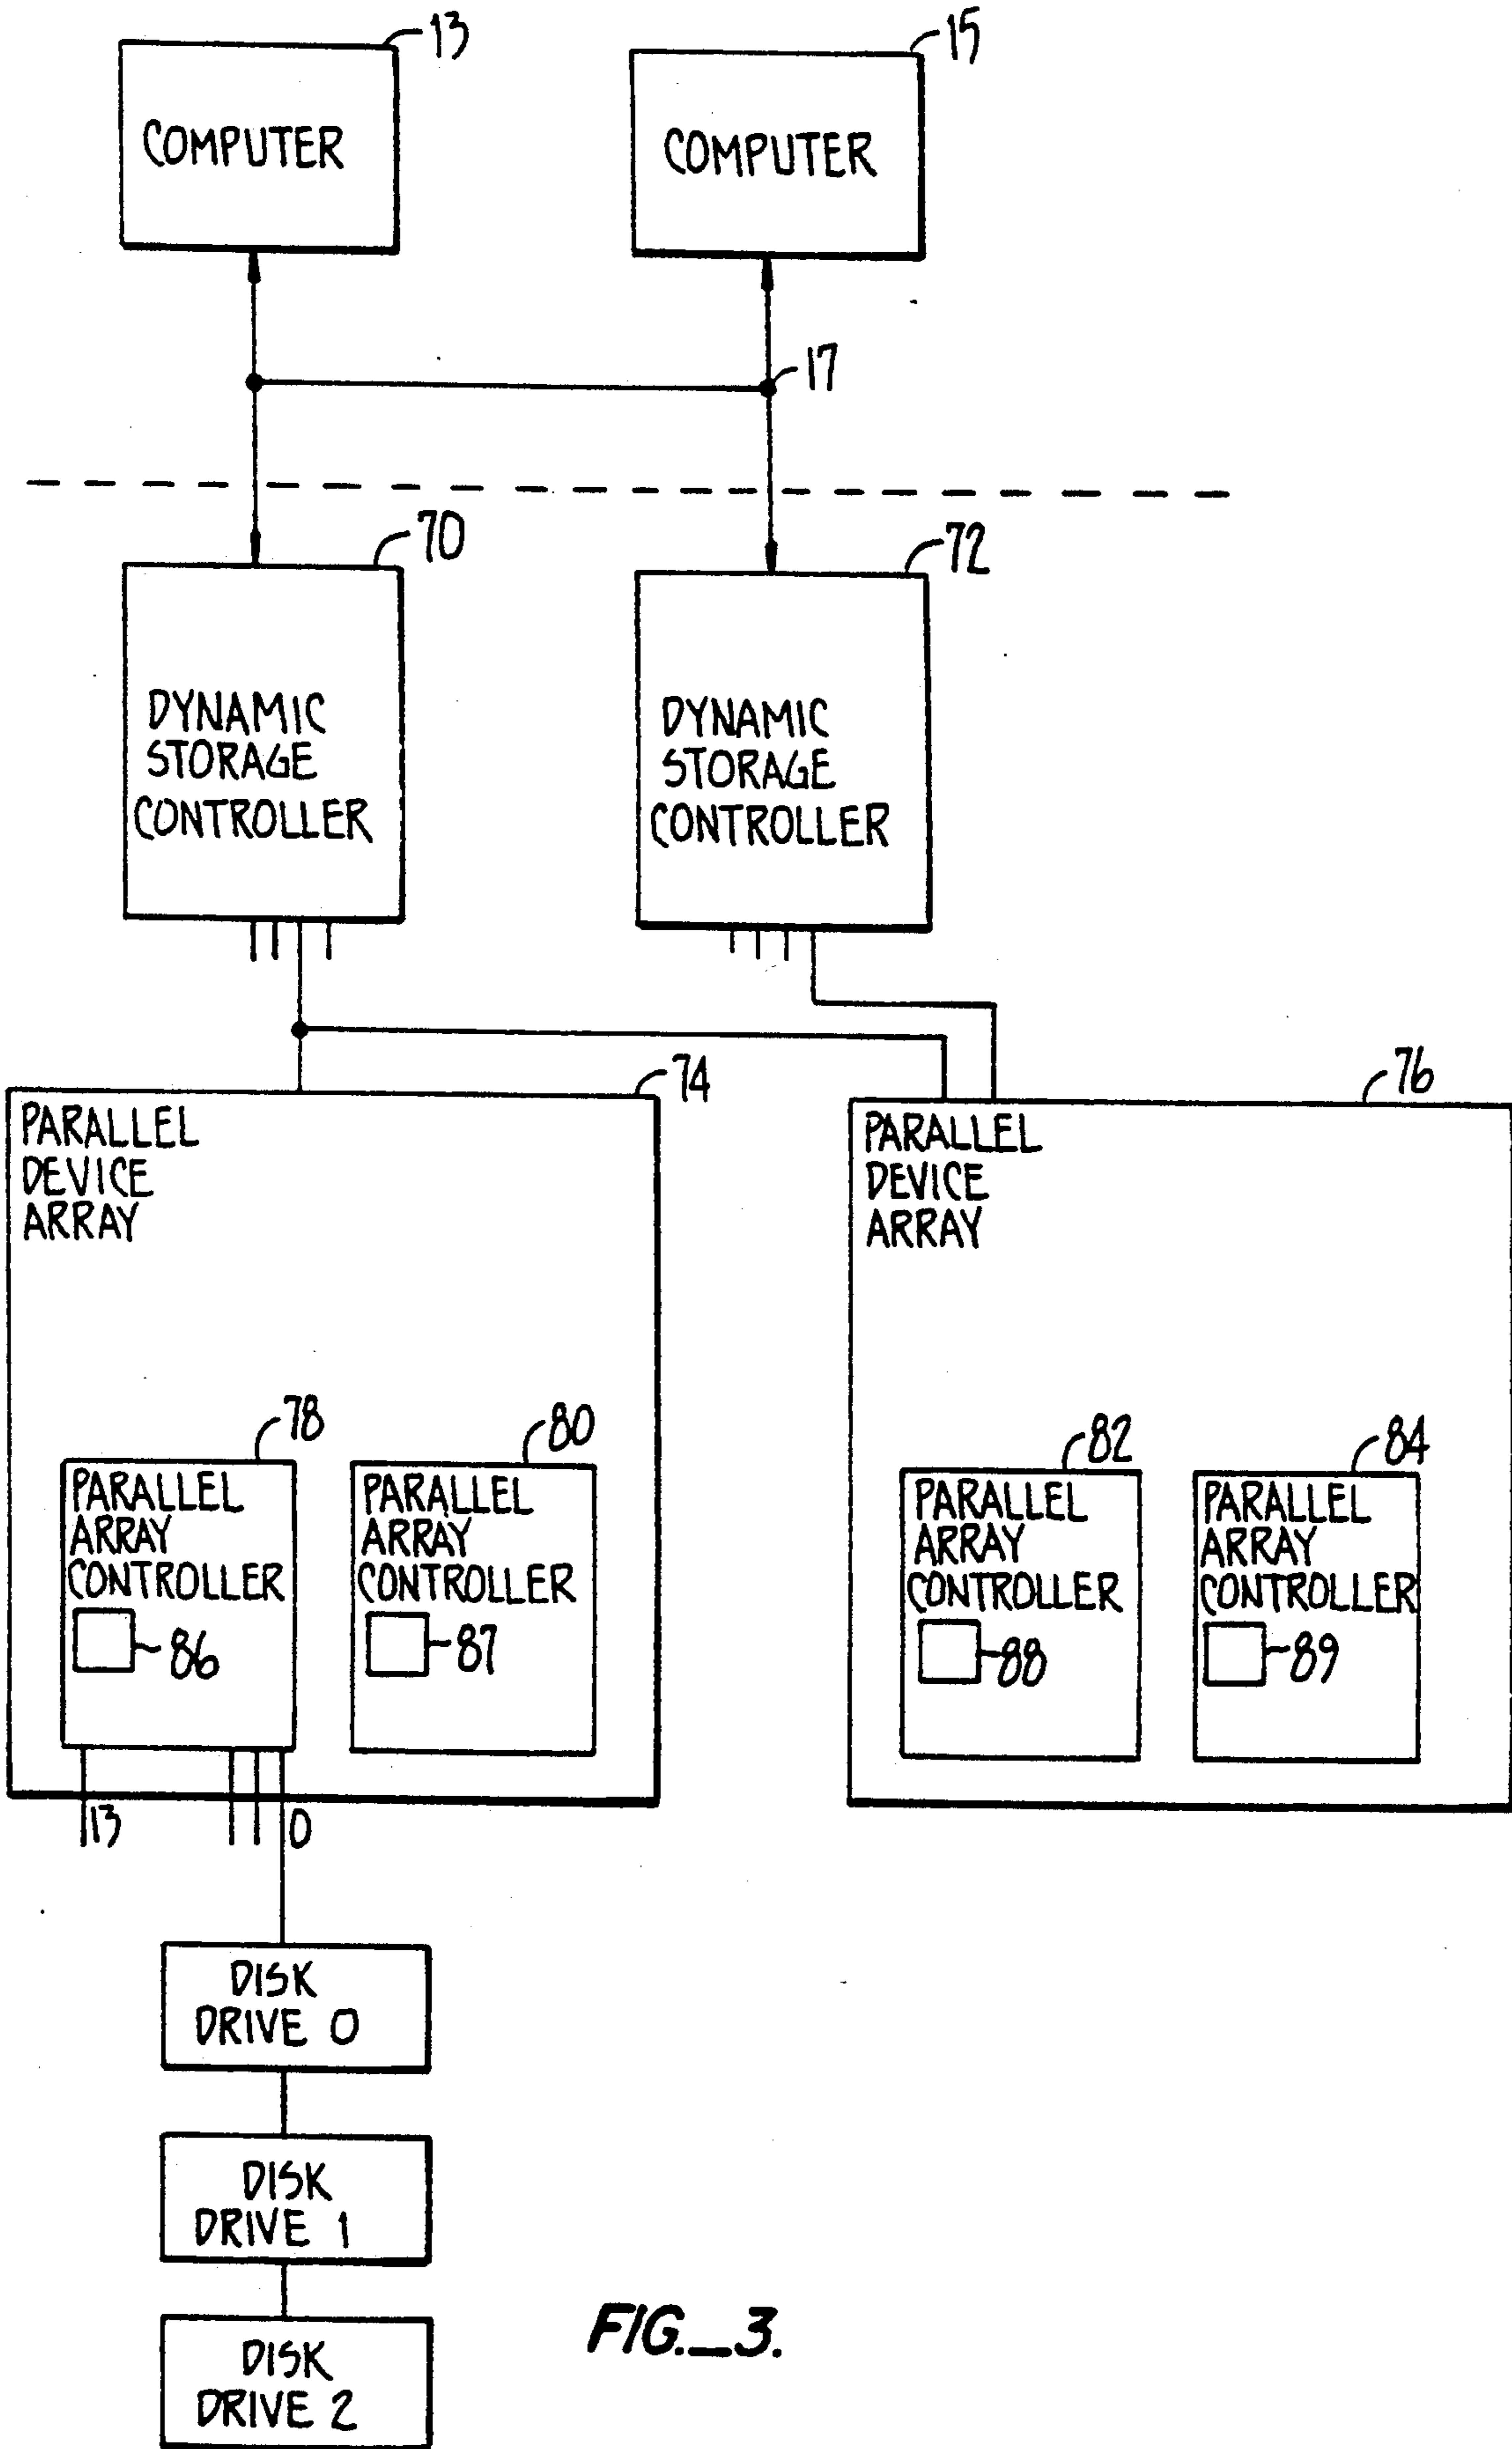 13
15
COMPUTER
COMPUTER
17
70
72
DYNAMIC
STORAGE
CONTROLLER
DYNAMIC
STORAGE
CONTROLLER
74
76
PARALLEL
DEVICE
ARRAY
PARALLEL
DEVICE
ARRAY
78
80
82
84
PARALLEL
ARRAY
CONTROLLER
86
PARALLEL
ARRAY
CONTROLLER
87
PARALLEL
ARRAY
CONTROLLER
88
PARALLEL
ARRAY
CONTROLLER
89
13
0
DISK
DRIVE 0
DISK
DRIVE 1
DISK
DRIVE 2
FIG._3.